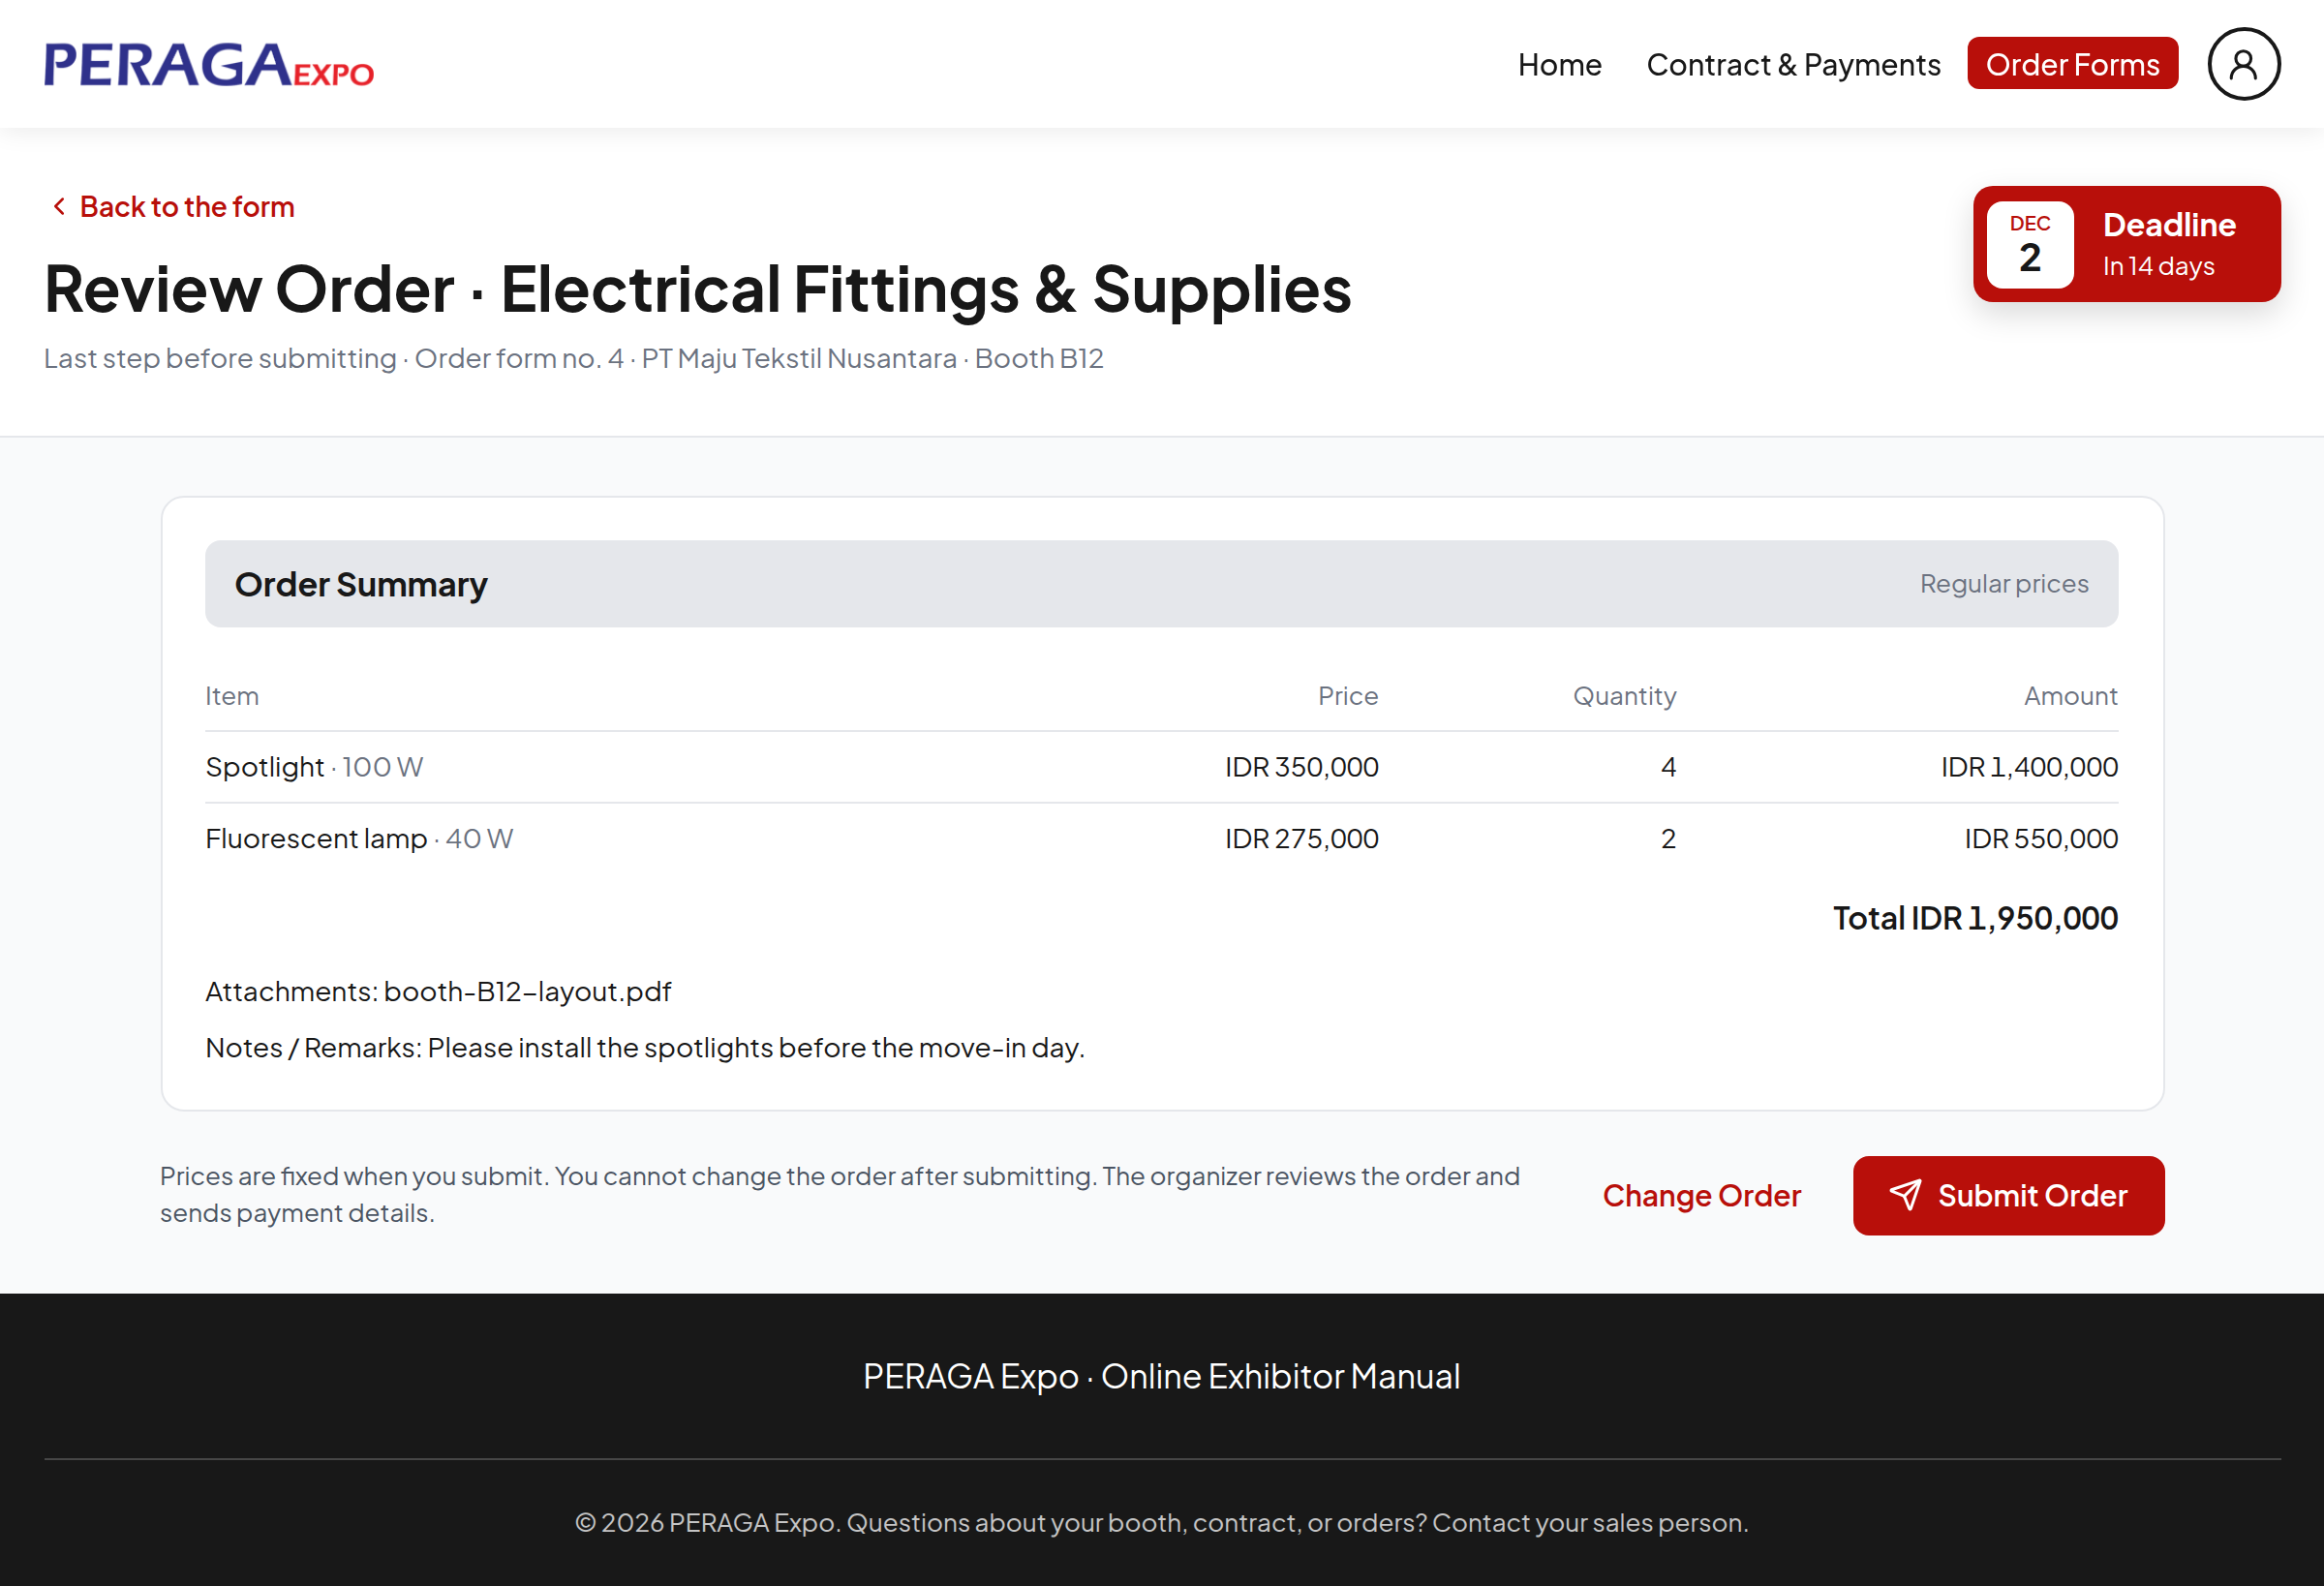 PERAGA EXPO
Home Contract & Payments Order Forms
Back to the form
DEC
2
Deadline
In 14 days
Review Order · Electrical Fittings & Supplies
Last step before submitting · Order form no. 4 · PT Maju Tekstil Nusantara · Booth B12
Order Summary Regular prices
Item Price Quantity Amount
Spotlight · 100 W IDR 350,000 4 IDR 1,400,000
Fluorescent lamp · 40 W IDR 275,000 2 IDR 550,000
Total IDR 1,950,000
Attachments: booth-B12-layout.pdf
Notes / Remarks: Please install the spotlights before the move-in day.
Prices are fixed when you submit. You cannot change the order after submitting. The organizer reviews the order and
sends payment details.
Change Order Submit Order
PERAGA Expo · Online Exhibitor Manual
© 2026 PERAGA Expo. Questions about your booth, contract, or orders? Contact your sales person.